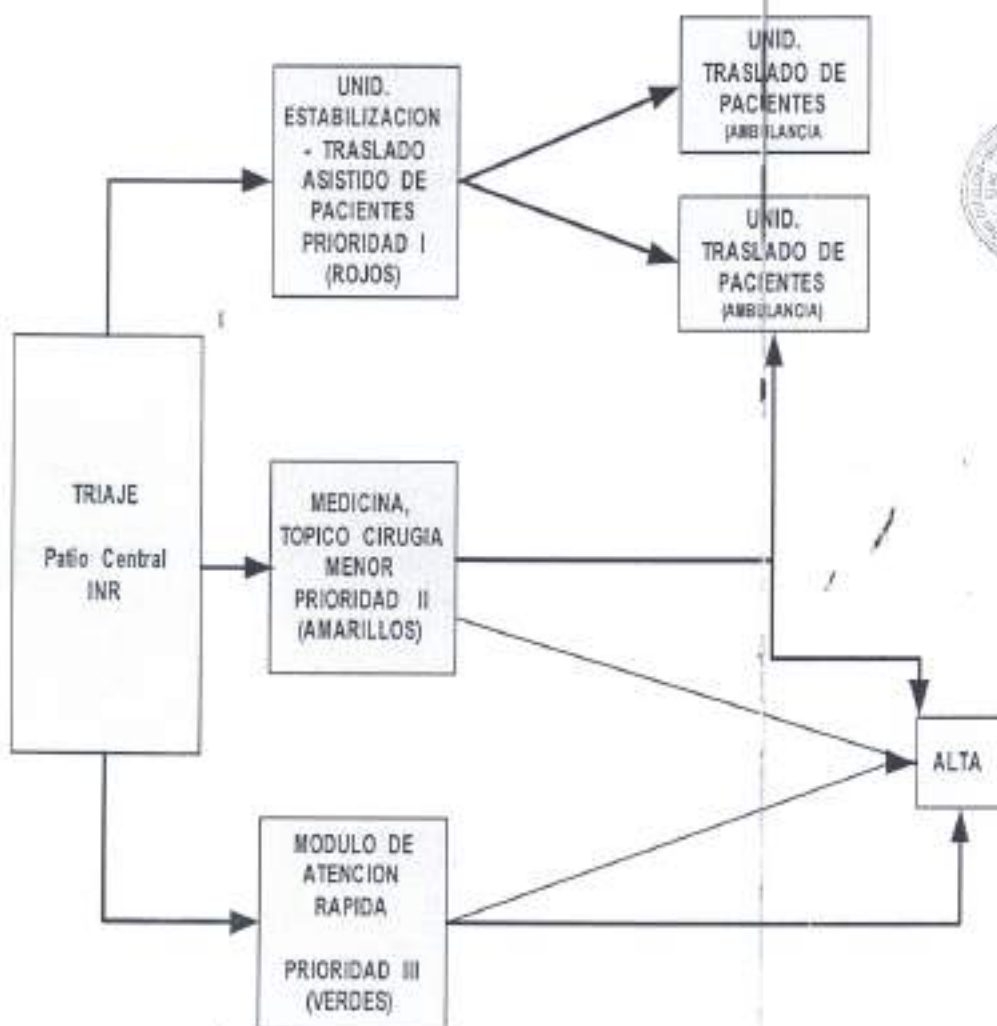 UNID.
TRASLADO DE
PACIENTES
(AMBULANCIA
UNID.
ESTABILIZACION
- TRASLADO
ASISTIDO DE
PACIENTES
PRIORIDAD I
(ROJOS)
UNID.
TRASLADO DE
PACIENTES
(AMBULANCIA)
TRIAJE
Patio Central
INR
MEDICINA,
TOPICO CIRUGIA
MENOR
PRIORIDAD II
(AMARILLOS)
ALTA
MODULO DE
ATENCION
RAPIDA
PRIORIDAD III
(VERDES)